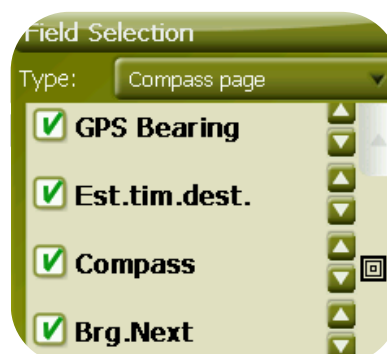 Field Selection
Type: Compass page
GPS Bearing
Est.tim.dest.
Compass
Brg.Next